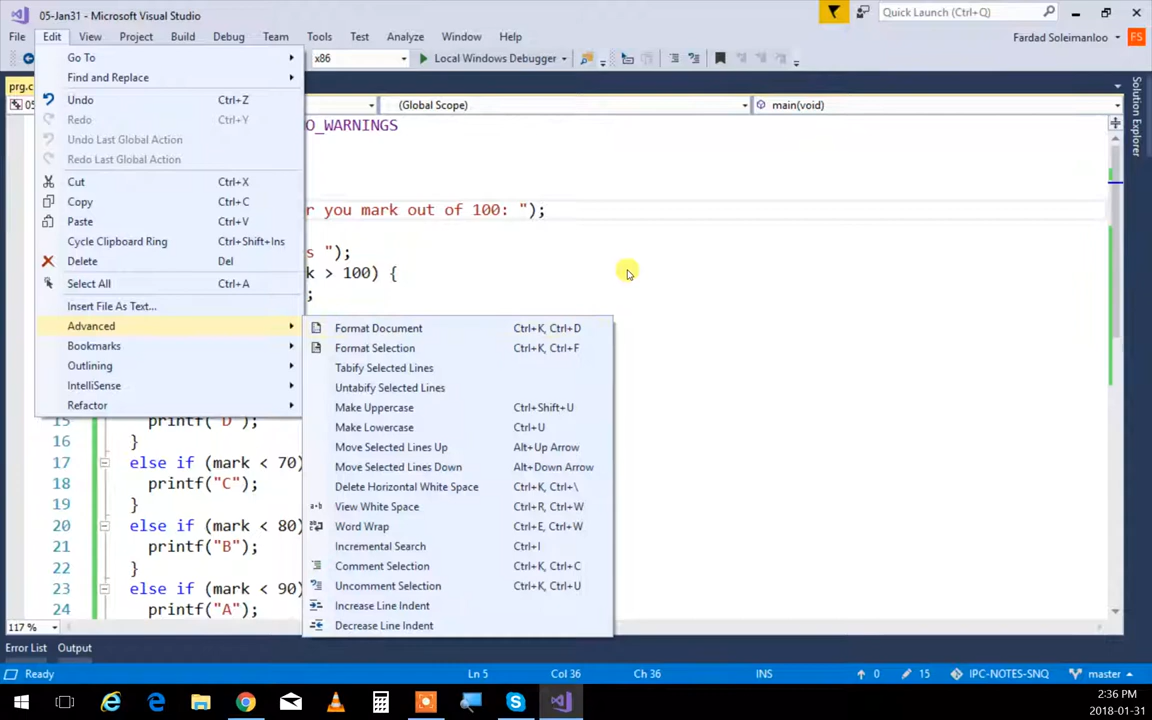 05-Jan31 - Microsoft Visual Studio
Quick Launch (Ctrl+Q)
File Edit View Project Build Debug Team Tools Test Analyze Window Help
Fardad Soleimanloo FS
x86 Local Windows Debugger
prg.c
05 (Global Scope) main(void)
Solution Explorer
Go To
Find and Replace
Undo Ctrl+Z
Redo Ctrl+Y
Undo Last Global Action
Redo Last Global Action
Cut Ctrl+X
Copy Ctrl+C
Paste Ctrl+V
Cycle Clipboard Ring Ctrl+Shift+Ins
Delete Del
Select All Ctrl+A
Insert File As Text...
Advanced
Bookmarks
Outlining
IntelliSense
Refactor
Format Document Ctrl+K, Ctrl+D
Format Selection Ctrl+K, Ctrl+F
Tabify Selected Lines
Untabify Selected Lines
Make Uppercase Ctrl+Shift+U
Make Lowercase Ctrl+U
Move Selected Lines Up Alt+Up Arrow
Move Selected Lines Down Alt+Down Arrow
Delete Horizontal White Space Ctrl+K, Ctrl+\
View White Space Ctrl+R, Ctrl+W
Word Wrap Ctrl+E, Ctrl+W
Incremental Search Ctrl+I
Comment Selection Ctrl+K, Ctrl+C
Uncomment Selection Ctrl+K, Ctrl+U
Increase Line Indent
Decrease Line Indent
O_WARNINGS
r you mark out of 100: ");
s ");
k > 100) {
;
15 printf("D");
16 }
17 else if (mark < 70)
18 printf("C");
19 }
20 else if (mark < 80)
21 printf("B");
22 }
23 else if (mark < 90)
24 printf("A");
117 %
Error List Output
Ready Ln 5 Col 36 Ch 36 INS 0 15 IPC-NOTES-SNQ master
2:36 PM
2018-01-31